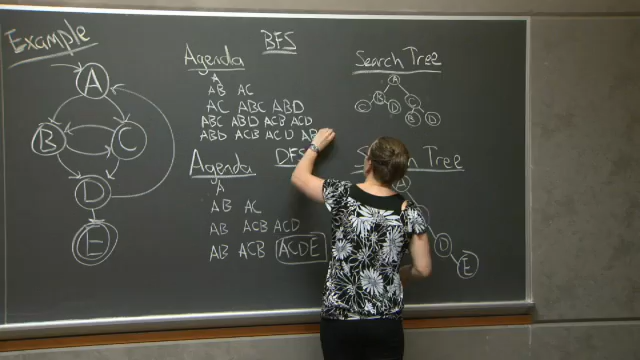 Example
A
B
C
D
E
BFS
Agenda
A
AB AC
AC ABC ABD
ABC ABD ACB ACD
ABD ACB ACD AB
Search Tree
A
C B D C
B D
DFS
Agenda
A
AB AC
AB ACB ACD
AB ACB ACDE
Search Tree
D
E